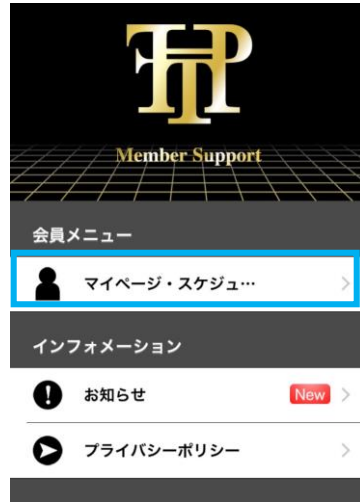 FTP
Member Support
会員メニュー
マイページ・スケジュ…
インフォメーション
お知らせ New
プライバシーポリシー